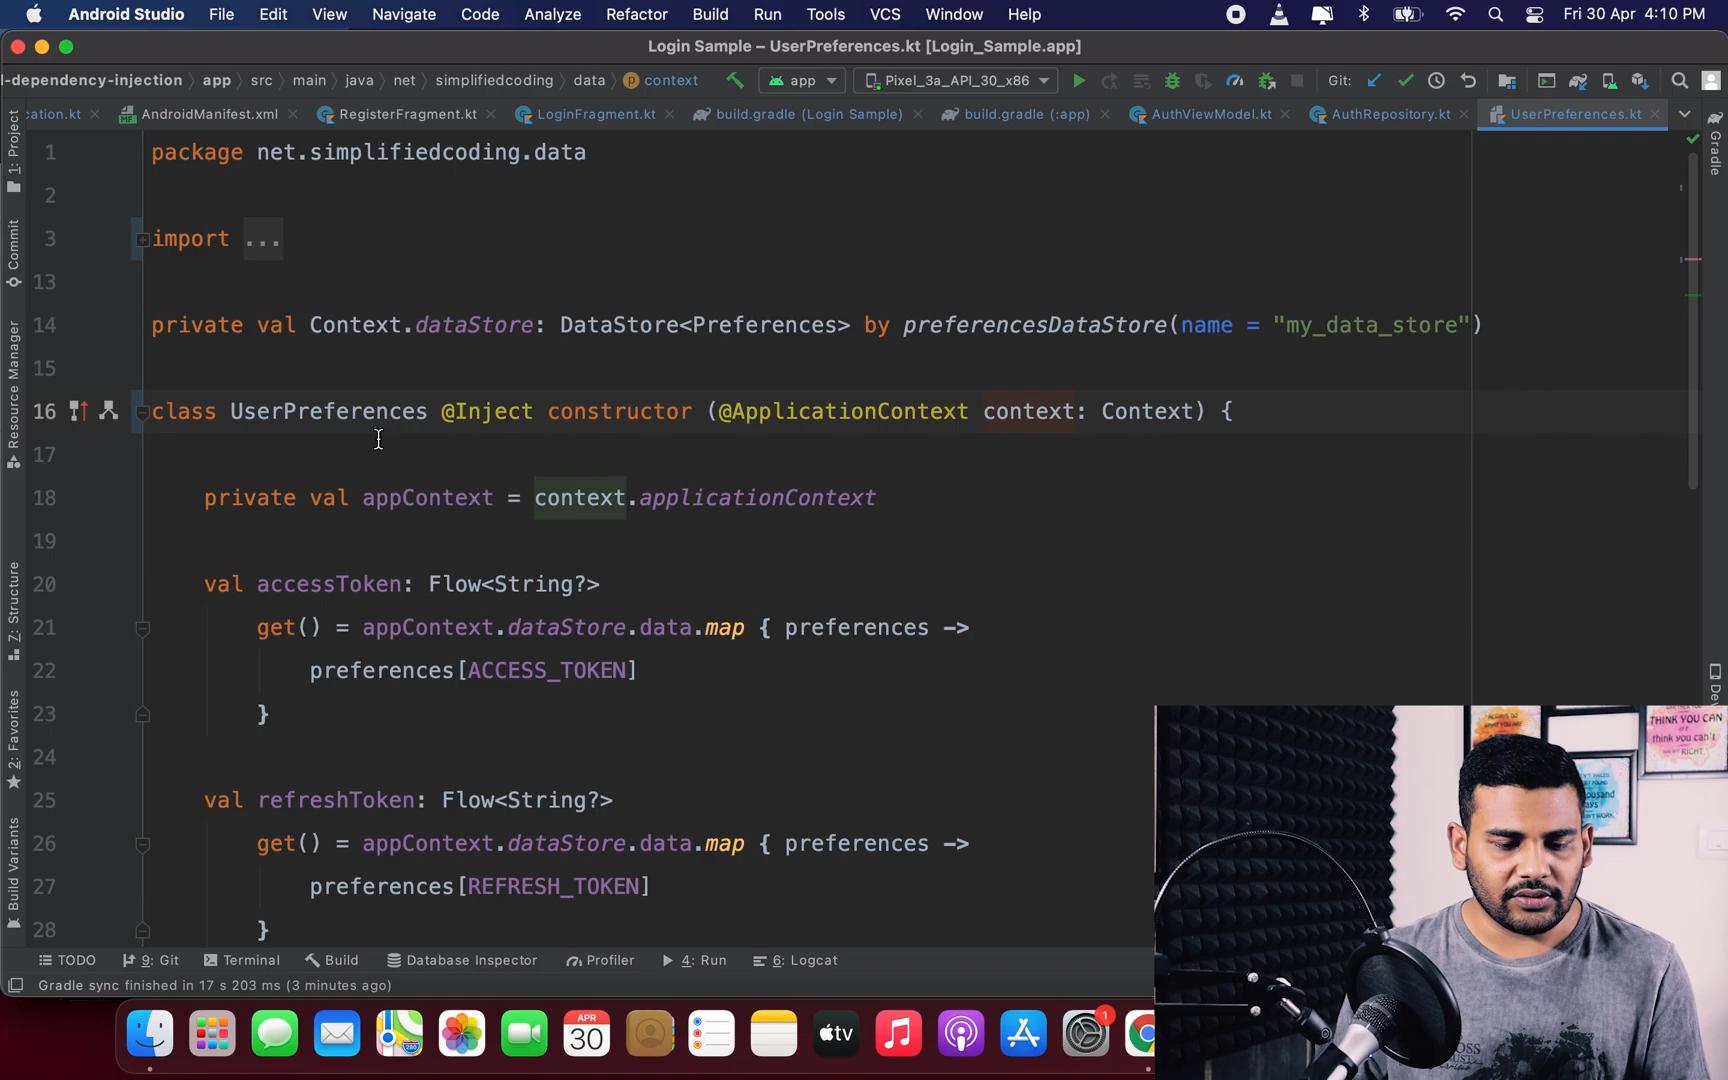 Android Studio File Edit View Navigate Code Analyze Refactor Build Run Tools VCS Window Help Fri 30 Apr 4:10 PM
Login Sample – UserPreferences.kt [Login_Sample.app]
l-dependency-injection app src main java net simplifiedcoding data context app Pixel_3a_API_30_x86 Git:
ation.kt AndroidManifest.xml RegisterFragment.kt LoginFragment.kt build.gradle (Login Sample) build.gradle (:app) AuthViewModel.kt AuthRepository.kt UserPreferences.kt
1: Project
Commit
Resource Manager
7: Structure
2: Favorites
Build Variants
Gradle
1 package net.simplifiedcoding.data
2
3 import ...
13
14 private val Context.dataStore: DataStore<Preferences> by preferencesDataStore(name = "my_data_store")
15
16 class UserPreferences @Inject constructor (@ApplicationContext context: Context) {
17
18 private val appContext = context.applicationContext
19
20 val accessToken: Flow<String?>
21 get() = appContext.dataStore.data.map { preferences ->
22 preferences[ACCESS_TOKEN]
23 }
24
25 val refreshToken: Flow<String?>
26 get() = appContext.dataStore.data.map { preferences ->
27 preferences[REFRESH_TOKEN]
28 }
THINK YOU CAN
think you can't
RIGHT.
TODO 9: Git Terminal Build Database Inspector Profiler 4: Run 6: Logcat
Gradle sync finished in 17 s 203 ms (3 minutes ago)
APR
30
tv
1